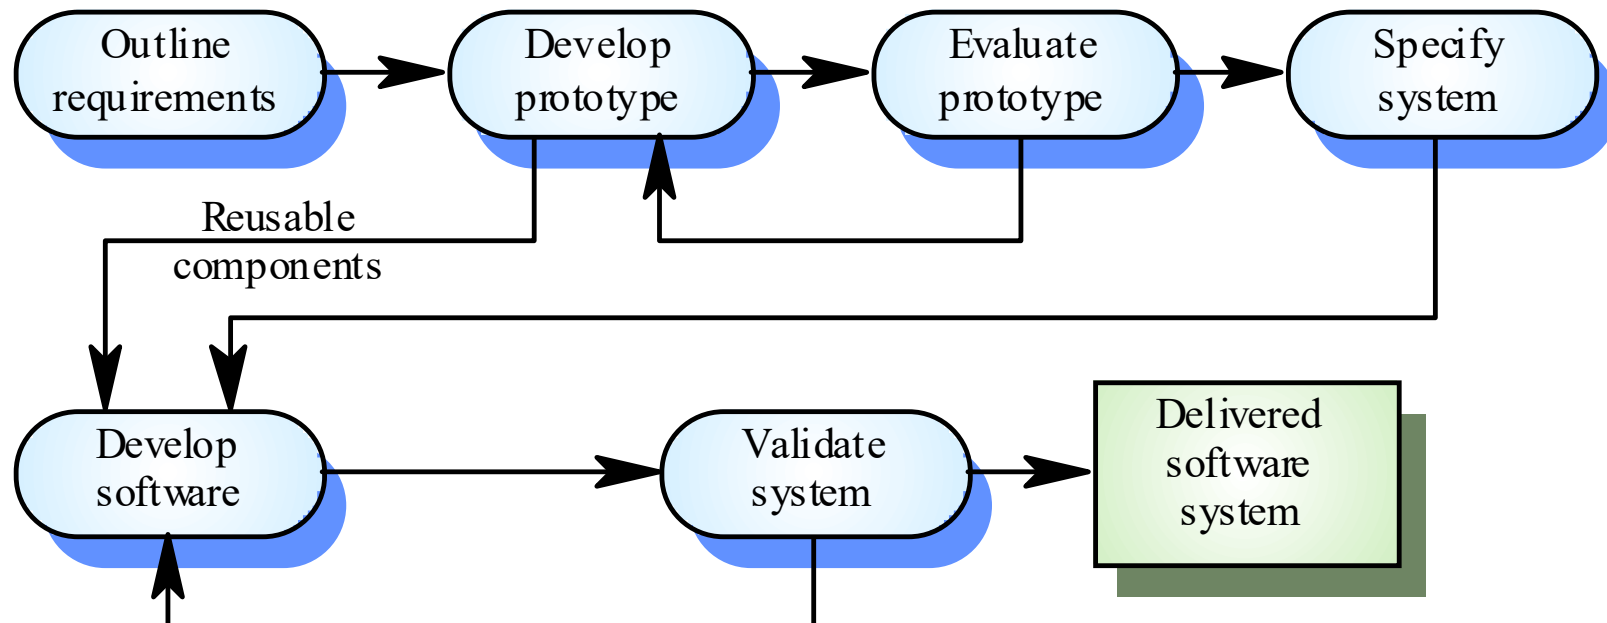 Outline
requirements
Develop
prototype
Evaluate
prototype
Specify
system
Reusable
components
Develop
software
Validate
system
Delivered
software
system